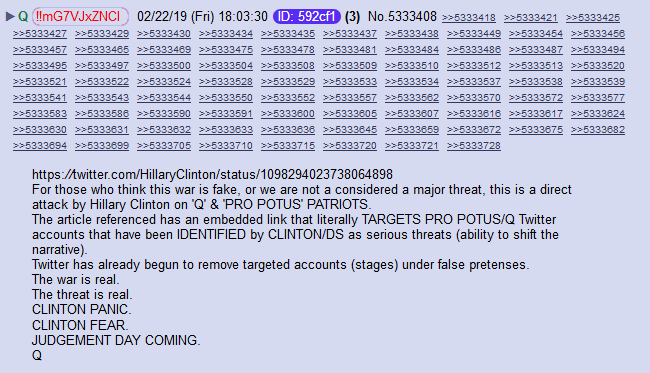 ▶ Q !!mG7VJxZNCI 02/22/19 (Fri) 18:03:30 ID: 592cf1 (3) No.5333408 >>5333418 >>5333421 >>5333425
>>5333427 >>5333429 >>5333430 >>5333434 >>5333435 >>5333437 >>5333438 >>5333449 >>5333454 >>5333456
>>5333457 >>5333465 >>5333469 >>5333475 >>5333478 >>5333481 >>5333484 >>5333486 >>5333487 >>5333494
>>5333495 >>5333497 >>5333500 >>5333504 >>5333508 >>5333509 >>5333510 >>5333512 >>5333513 >>5333520
>>5333521 >>5333522 >>5333524 >>5333528 >>5333529 >>5333533 >>5333534 >>5333537 >>5333538 >>5333539
>>5333541 >>5333543 >>5333544 >>5333550 >>5333552 >>5333557 >>5333562 >>5333570 >>5333572 >>5333577
>>5333583 >>5333586 >>5333590 >>5333591 >>5333600 >>5333605 >>5333607 >>5333616 >>5333617 >>5333624
>>5333630 >>5333631 >>5333632 >>5333633 >>5333636 >>5333645 >>5333659 >>5333672 >>5333675 >>5333682
>>5333694 >>5333699 >>5333705 >>5333710 >>5333715 >>5333720 >>5333721 >>5333728
https://twitter.com/HillaryClinton/status/1098294023738064898
For those who think this war is fake, or we are not a considered a major threat, this is a direct
attack by Hillary Clinton on 'Q' & 'PRO POTUS' PATRIOTS.
The article referenced has an embedded link that literally TARGETS PRO POTUS/Q Twitter
accounts that have been IDENTIFIED by CLINTON/DS as serious threats (ability to shift the
narrative).
Twitter has already begun to remove targeted accounts (stages) under false pretenses.
The war is real.
The threat is real.
CLINTON PANIC.
CLINTON FEAR.
JUDGEMENT DAY COMING.
Q